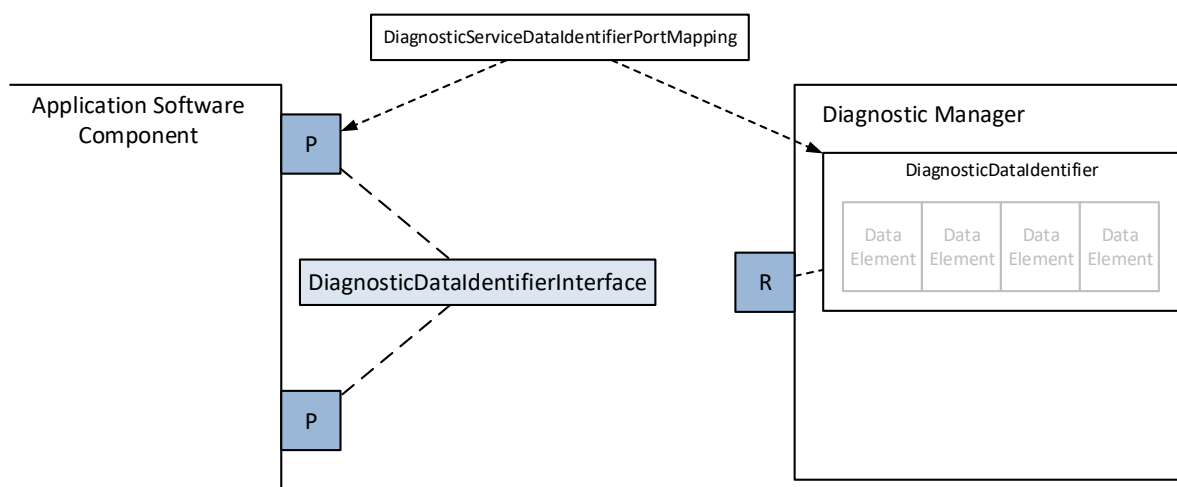 DiagnosticServiceDataIdentifierPortMapping
Application Software
Component
P
Diagnostic Manager
DiagnosticDataIdentifier
Data
Element
Data
Element
Data
Element
Data
Element
DiagnosticDataIdentifierInterface
R
P